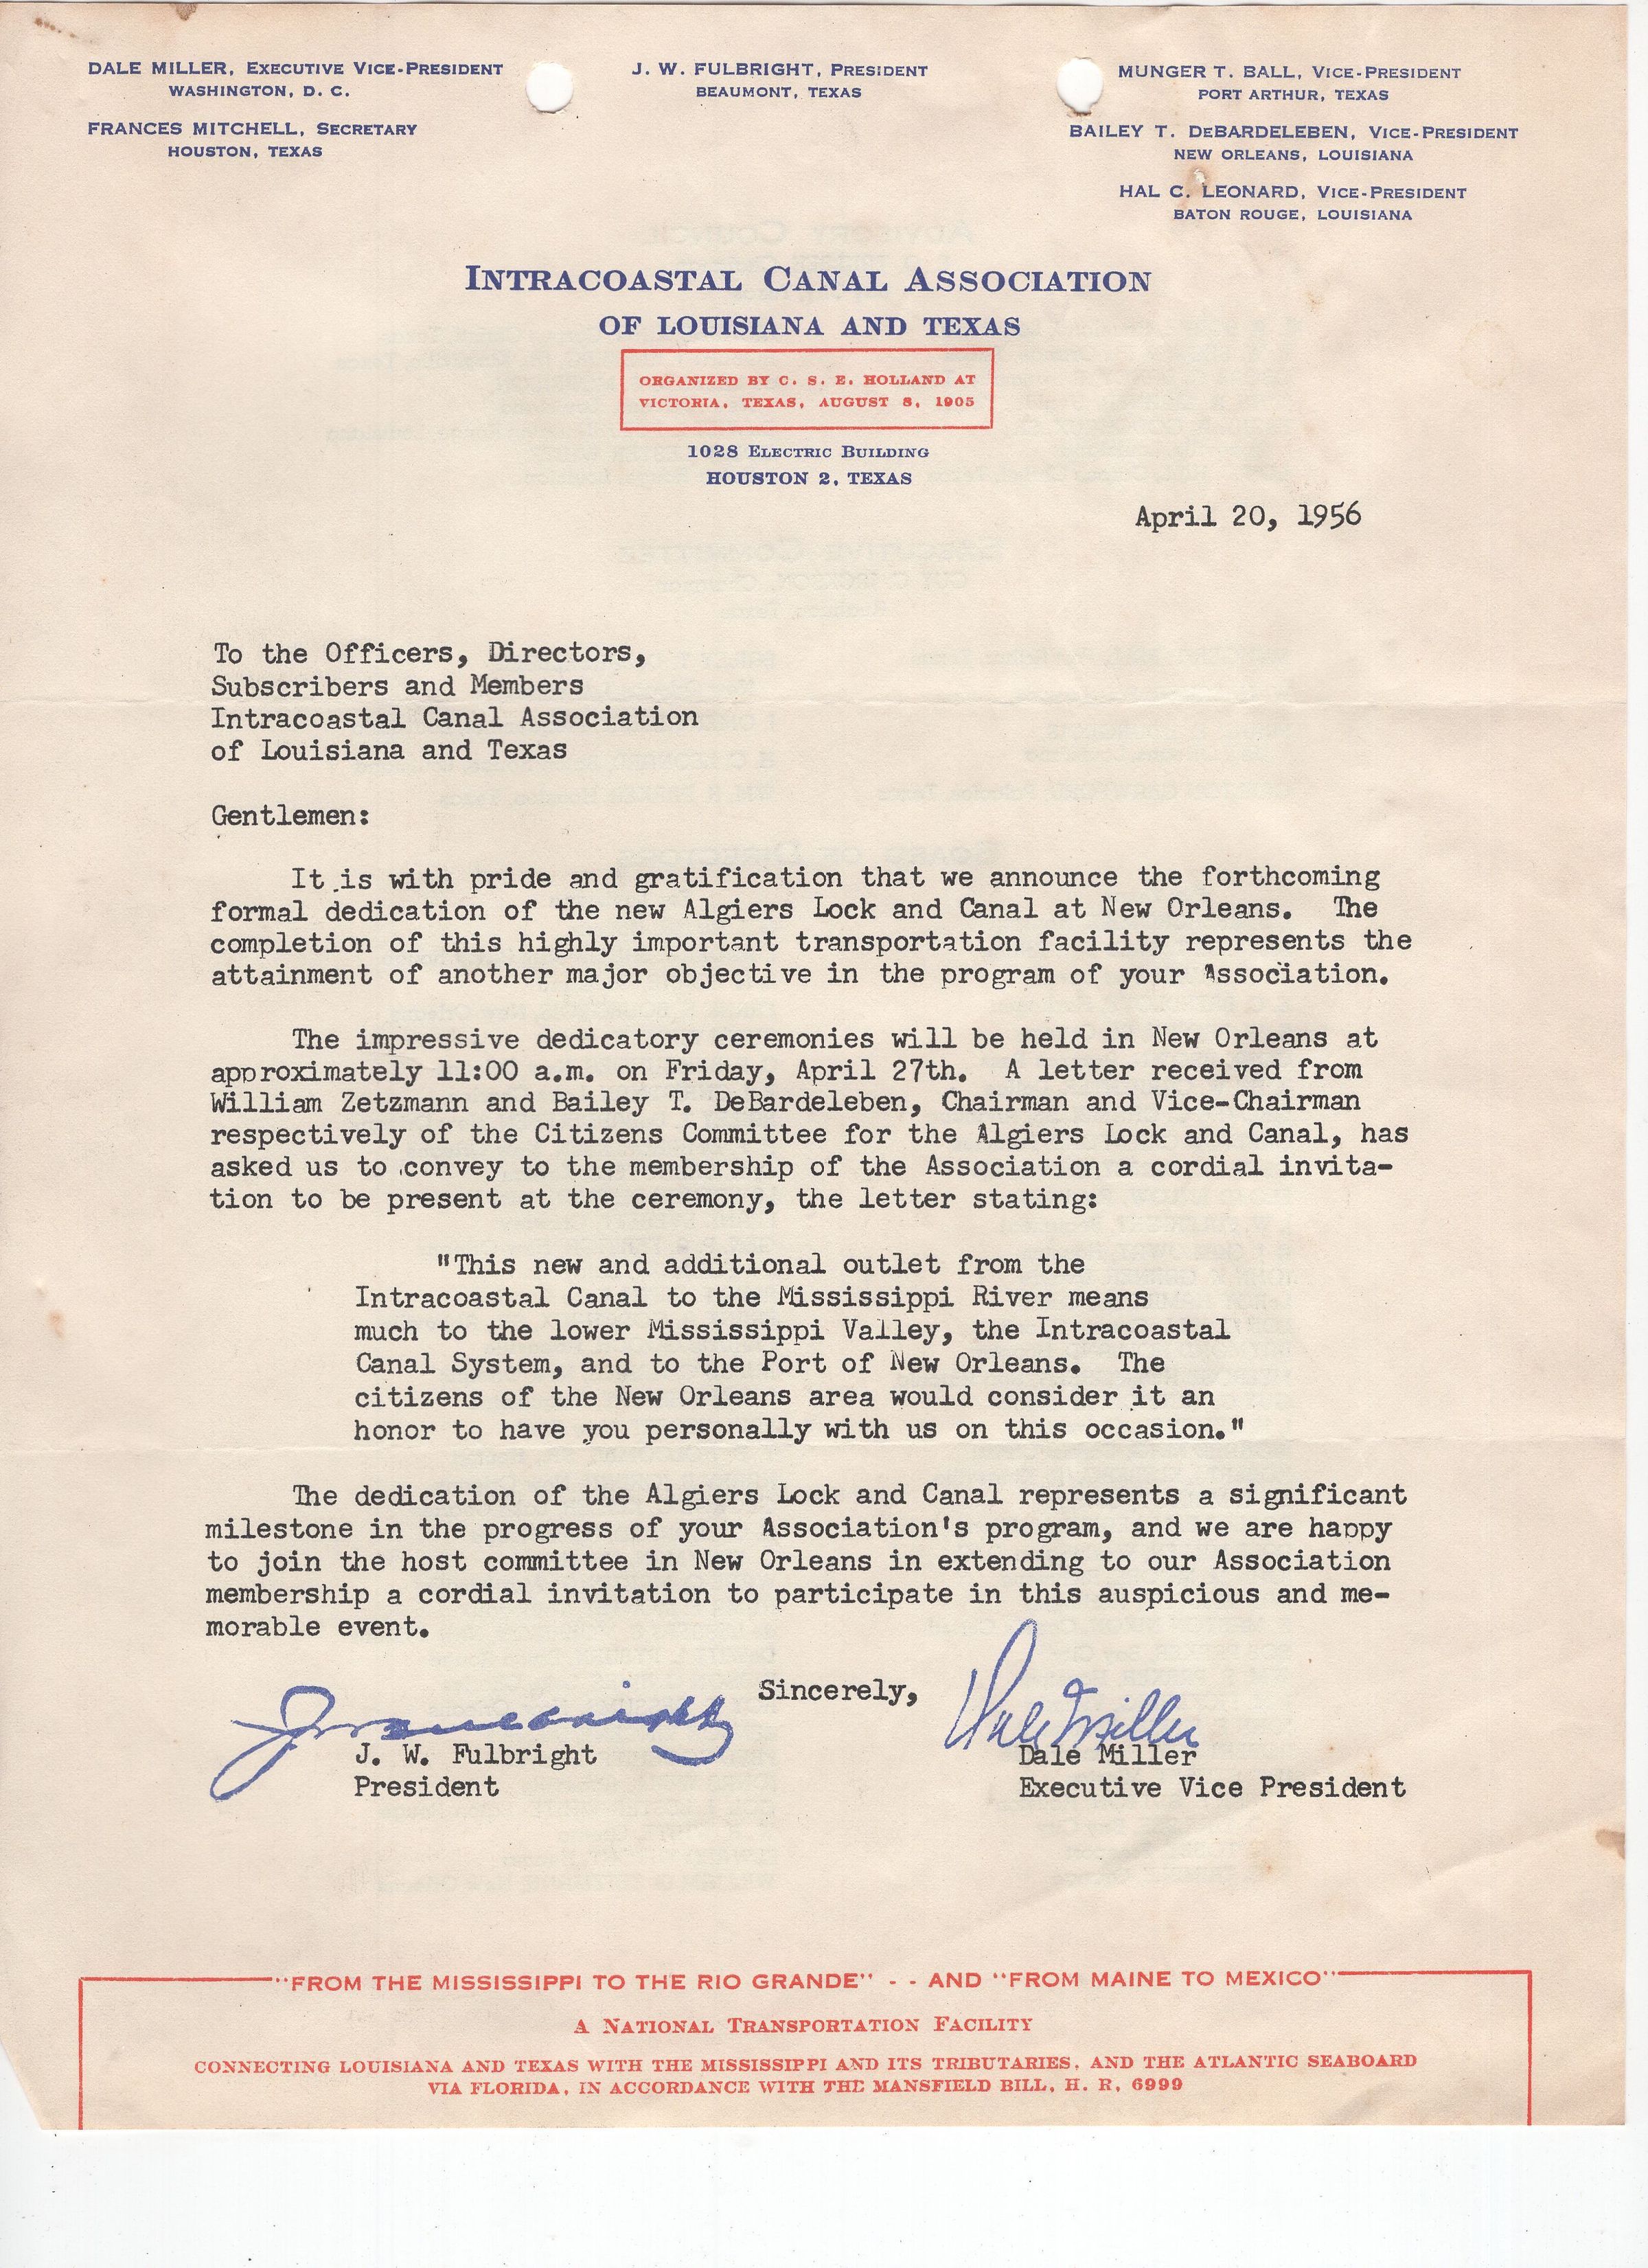 DALE MILLER, EXECUTIVE VICE-PRESIDENT
WASHINGTON, D. C.
FRANCES MITCHELL, SECRETARY
HOUSTON, TEXAS
J. W. FULBRIGHT, PRESIDENT
BEAUMONT, TEXAS
MUNGER T. BALL, VICE-PRESIDENT
PORT ARTHUR, TEXAS
BAILEY T. DEBARDELEBEN, VICE-PRESIDENT
NEW ORLEANS, LOUISIANA
HAL C. LEONARD, VICE-PRESIDENT
BATON ROUGE, LOUISIANA
INTRACOASTAL CANAL ASSOCIATION
OF LOUISIANA AND TEXAS
ORGANIZED BY C. S. E. HOLLAND AT
VICTORIA, TEXAS, AUGUST 8, 1905
1028 ELECTRIC BUILDING
HOUSTON 2, TEXAS
April 20, 1956
To the Officers, Directors,
Subscribers and Members
Intracoastal Canal Association
of Louisiana and Texas
Gentlemen:
It is with pride and gratification that we announce the forthcoming
formal dedication of the new Algiers Lock and Canal at New Orleans. The
completion of this highly important transportation facility represents the
attainment of another major objective in the program of your Association.
The impressive dedicatory ceremonies will be held in New Orleans at
approximately 11:00 a.m. on Friday, April 27th. A letter received from
William Zetzmann and Bailey T. DeBardeleben, Chairman and Vice-Chairman
respectively of the Citizens Committee for the Algiers Lock and Canal, has
asked us to convey to the membership of the Association a cordial invita-
tion to be present at the ceremony, the letter stating:
"This new and additional outlet from the
Intracoastal Canal to the Mississippi River means
much to the lower Mississippi Valley, the Intracoastal
Canal System, and to the Port of New Orleans. The
citizens of the New Orleans area would consider it an
honor to have you personally with us on this occasion."
The dedication of the Algiers Lock and Canal represents a significant
milestone in the progress of your Association's program, and we are happy
to join the host committee in New Orleans in extending to our Association
membership a cordial invitation to participate in this auspicious and me-
morable event.
Sincerely,
Dale Miller
J. W. Fulbright
President
Dale Miller
Executive Vice President
"FROM THE MISSISSIPPI TO THE RIO GRANDE" - - AND "FROM MAINE TO MEXICO"
A NATIONAL TRANSPORTATION FACILITY
CONNECTING LOUISIANA AND TEXAS WITH THE MISSISSIPPI AND ITS TRIBUTARIES, AND THE ATLANTIC SEABOARD
VIA FLORIDA, IN ACCORDANCE WITH THE MANSFIELD BILL, H. R. 6999